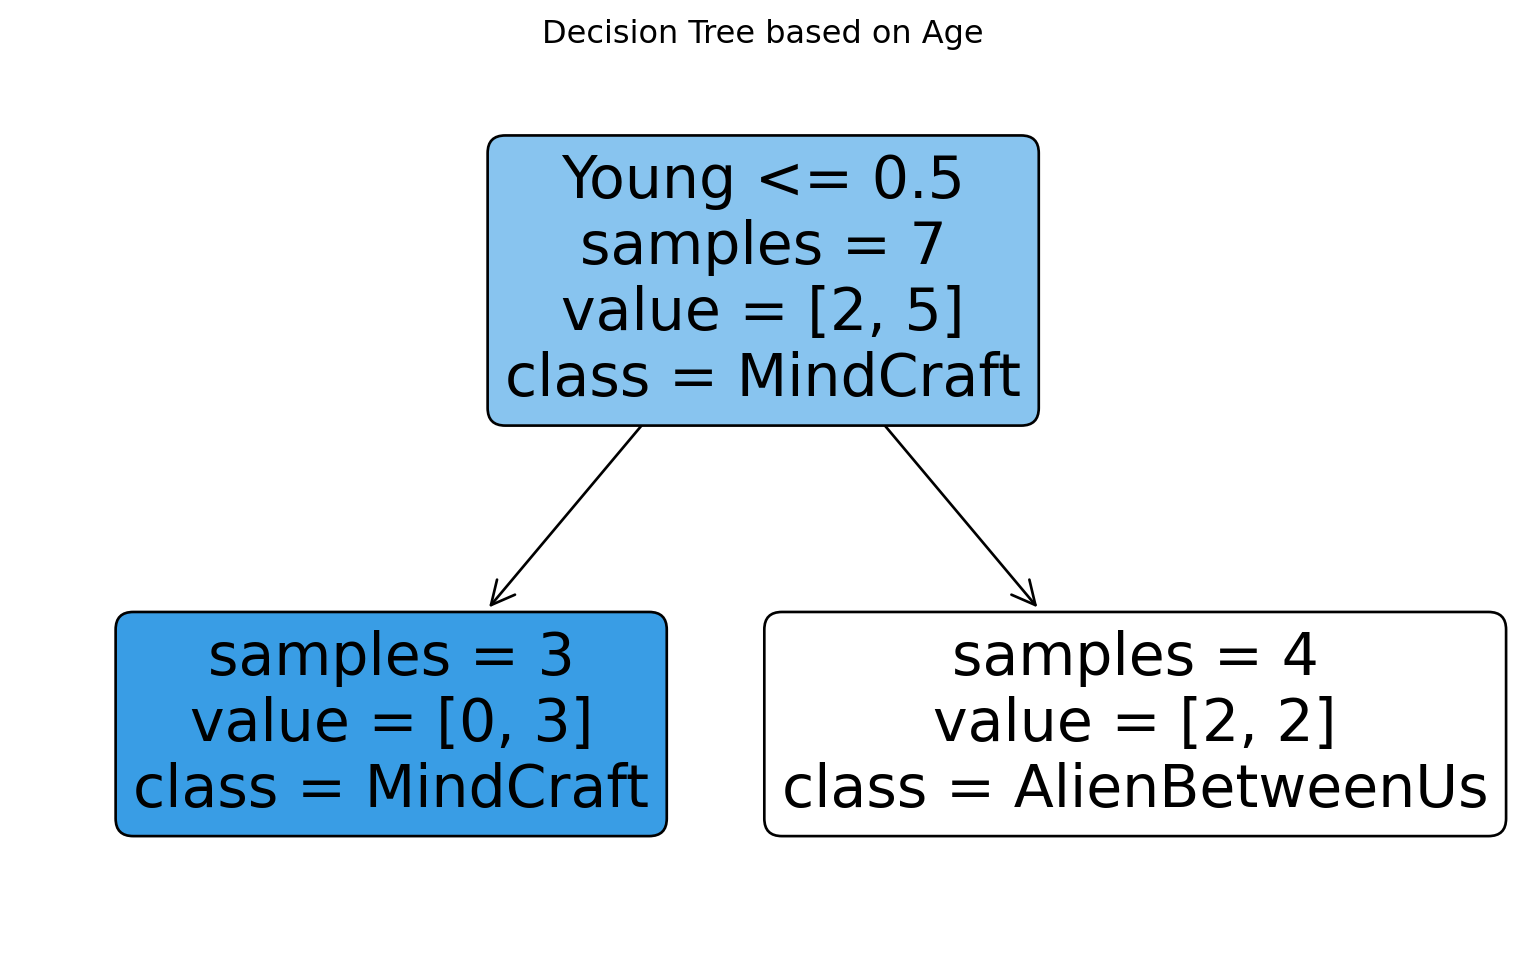 Decision Tree based on Age
Young <= 0.5
samples = 7
value = [2, 5]
class = MindCraft
samples = 3
value = [0, 3]
class = MindCraft
samples = 4
value = [2, 2]
class = AlienBetweenUs